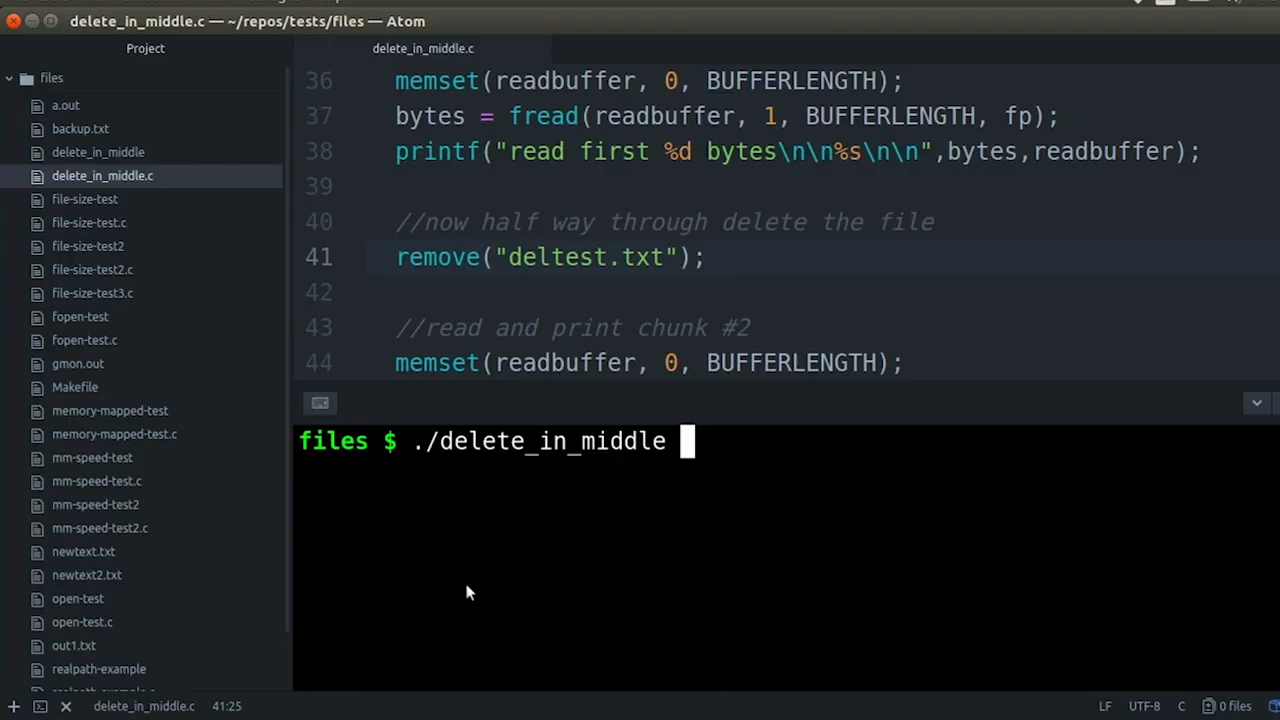 delete_in_middle.c — ~/repos/tests/files — Atom
Project
files
a.out
backup.txt
delete_in_middle
delete_in_middle.c
file-size-test
file-size-test.c
file-size-test2
file-size-test2.c
file-size-test3.c
fopen-test
fopen-test.c
gmon.out
Makefile
memory-mapped-test
memory-mapped-test.c
mm-speed-test
mm-speed-test.c
mm-speed-test2
mm-speed-test2.c
newtext.txt
newtext2.txt
open-test
open-test.c
out1.txt
realpath-example
delete_in_middle.c
36 memset(readbuffer, 0, BUFFERLENGTH);
37 bytes = fread(readbuffer, 1, BUFFERLENGTH, fp);
38 printf("read first %d bytes\n\n%s\n\n",bytes,readbuffer);
39
40 //now half way through delete the file
41 remove("deltest.txt");
42
43 //read and print chunk #2
44 memset(readbuffer, 0, BUFFERLENGTH);
files $ ./delete_in_middle
delete_in_middle.c 41:25 LF UTF-8 C 0 files